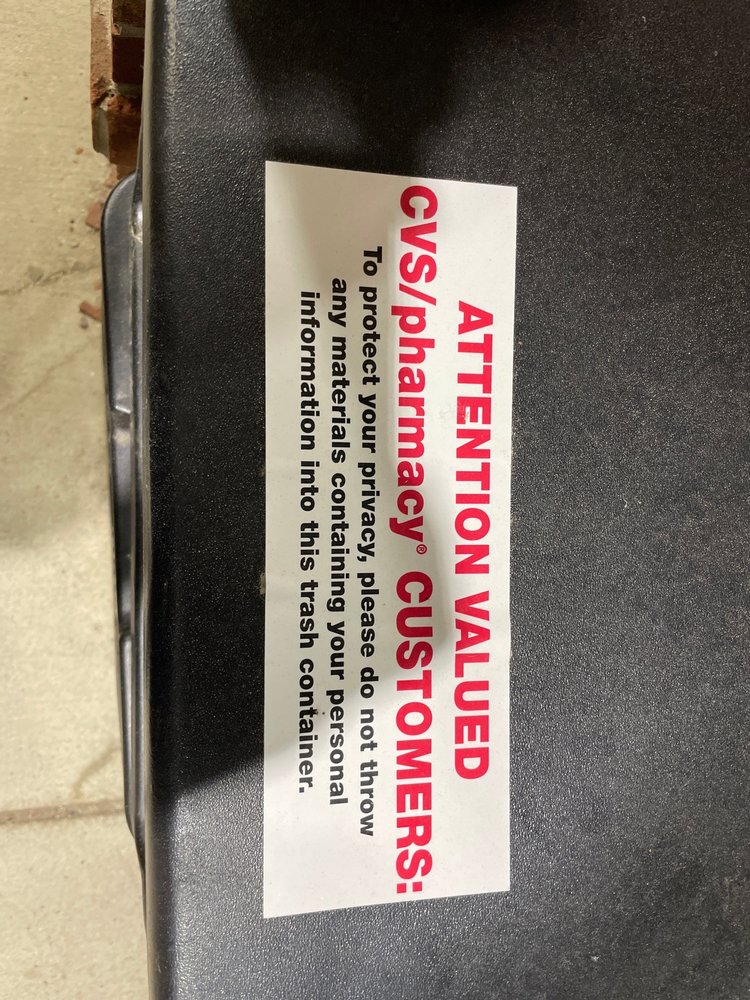 ATTENTION VALUED
CVS/pharmacy® CUSTOMERS:
To protect your privacy, please do not throw
any materials containing your personal
information into this trash container.